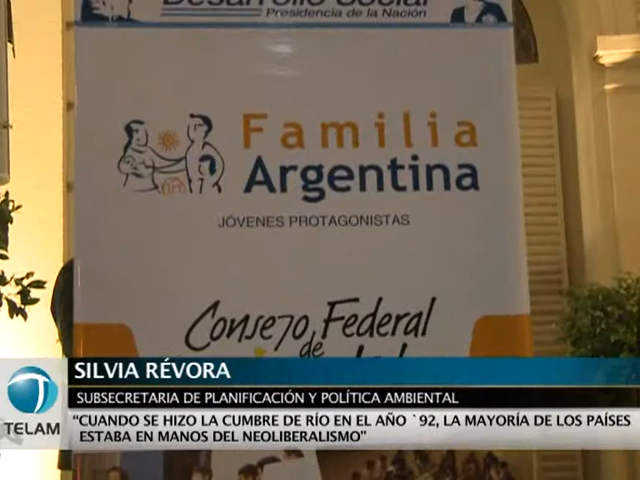 Desarrollo Social
Presidencia de la Nación
Familia
Argentina
JÓVENES PROTAGONISTAS
Consejo Federal
de
SILVIA RÉVORA
SUBSECRETARIA DE PLANIFICACIÓN Y POLÍTICA AMBIENTAL
TELAM
“CUANDO SE HIZO LA CUMBRE DE RÍO EN EL AÑO `92, LA MAYORÍA DE LOS PAÍSES
ESTABA EN MANOS DEL NEOLIBERALISMO”